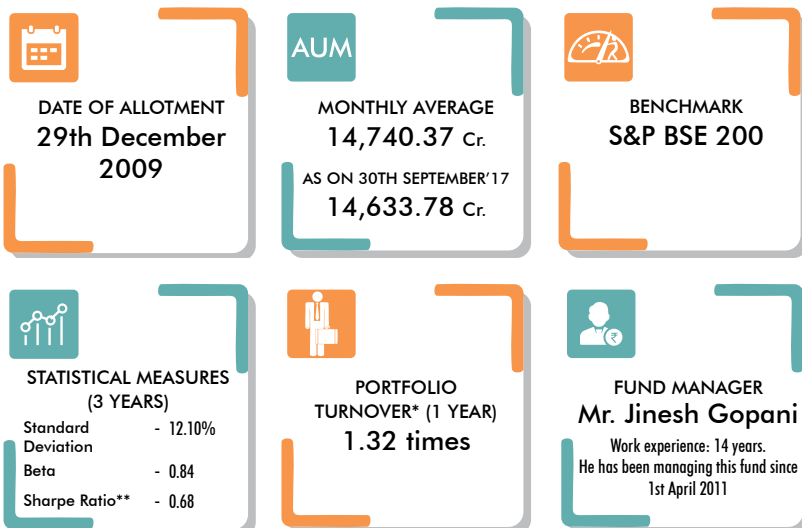 DATE OF ALLOTMENT
29th December
2009
AUM
MONTHLY AVERAGE
14,740.37 Cr.
AS ON 30TH SEPTEMBER'17
14,633.78 Cr.
BENCHMARK
S&P BSE 200
STATISTICAL MEASURES
(3 YEARS)
Standard Deviation - 12.10%
Beta - 0.84
Sharpe Ratio** - 0.68
PORTFOLIO
TURNOVER* (1 YEAR)
1.32 times
₹
FUND MANAGER
Mr. Jinesh Gopani
Work experience: 14 years.
He has been managing this fund since
1st April 2011